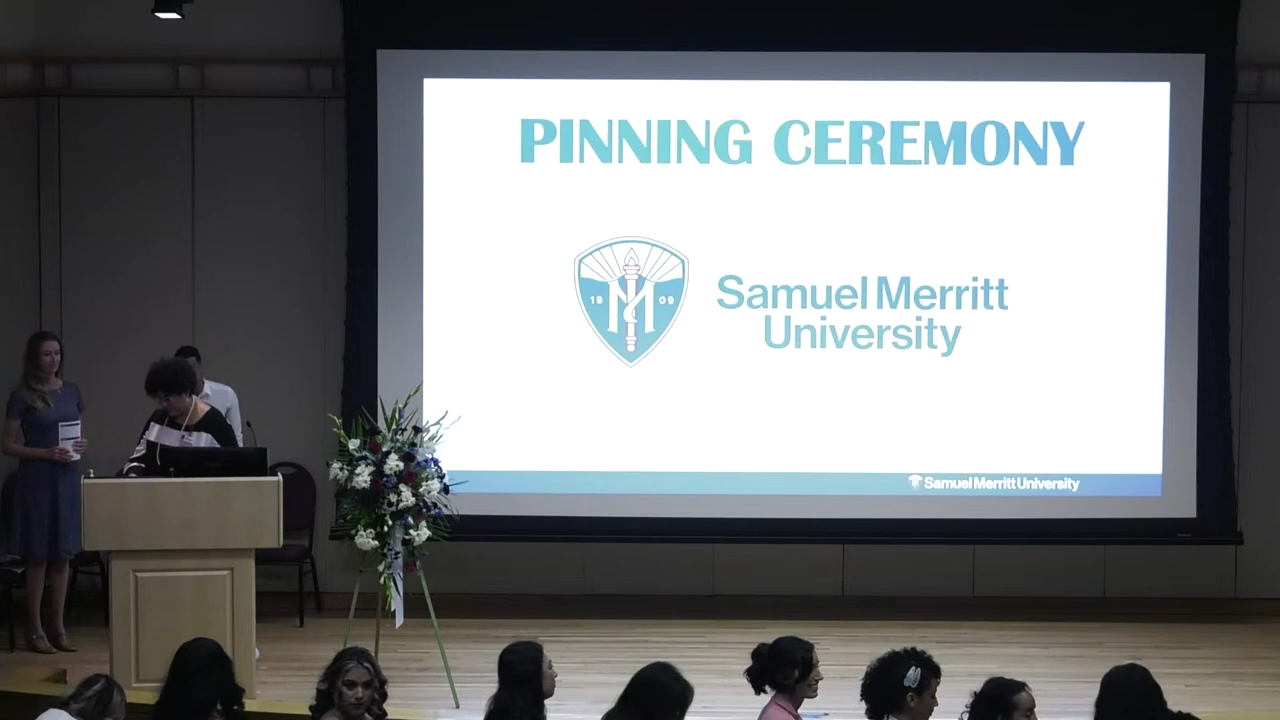 PINNING CEREMONY
19 09
Samuel Merritt
University
Samuel Merritt University